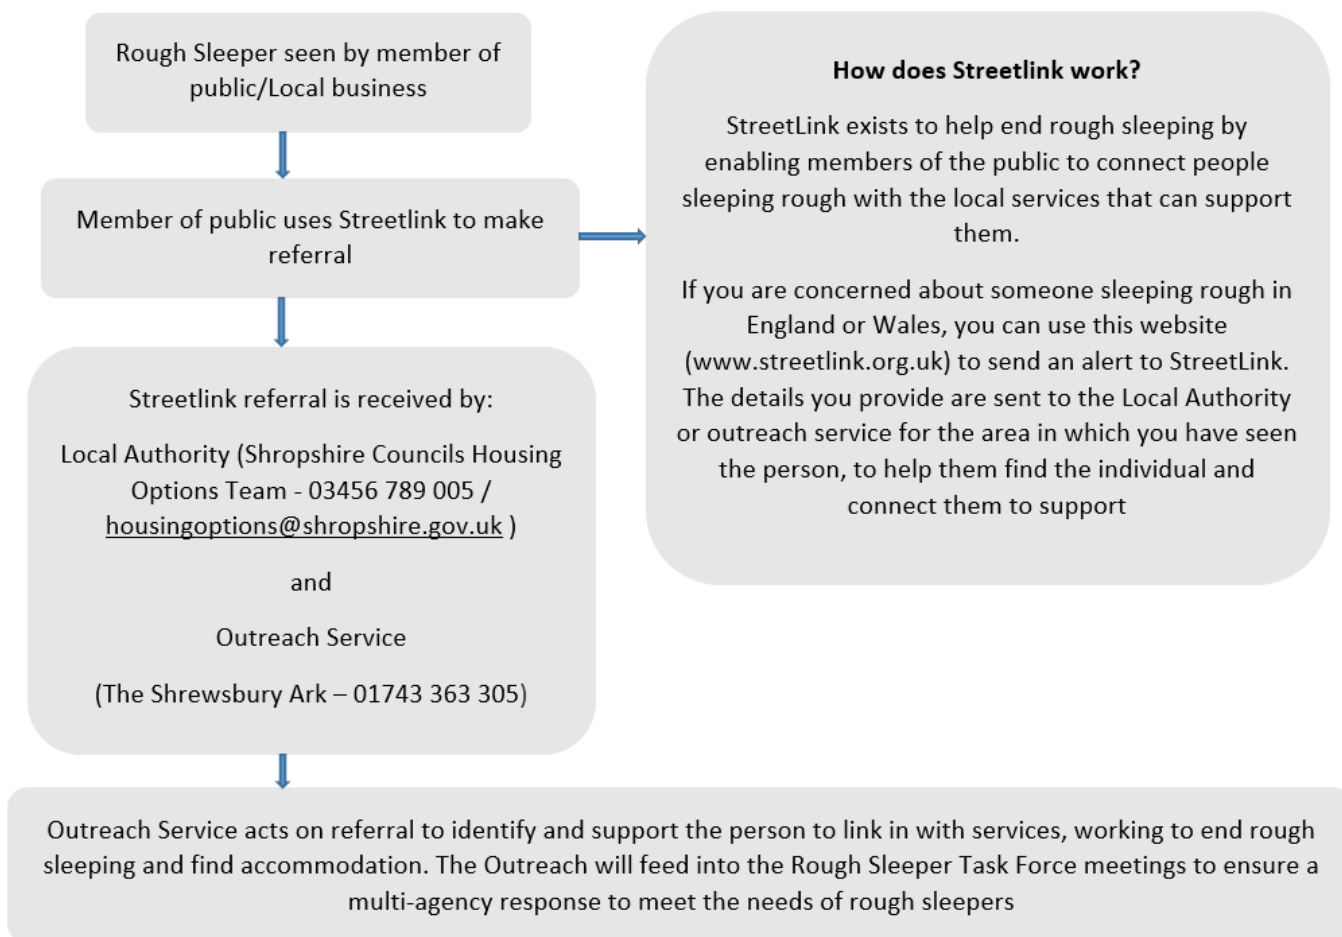 Rough Sleeper seen by member of
public/Local business
Member of public uses Streetlink to make
referral
How does Streetlink work?
StreetLink exists to help end rough sleeping by
enabling members of the public to connect people
sleeping rough with the local services that can support
them.
If you are concerned about someone sleeping rough in
England or Wales, you can use this website
(www.streetlink.org.uk) to send an alert to StreetLink.
The details you provide are sent to the Local Authority
or outreach service for the area in which you have seen
the person, to help them find the individual and
connect them to support
Streetlink referral is received by:
Local Authority (Shropshire Councils Housing
Options Team - 03456 789 005 /
housingoptions@shropshire.gov.uk )
and
Outreach Service
(The Shrewsbury Ark – 01743 363 305)
Outreach Service acts on referral to identify and support the person to link in with services, working to end rough
sleeping and find accommodation. The Outreach will feed into the Rough Sleeper Task Force meetings to ensure a
multi-agency response to meet the needs of rough sleepers